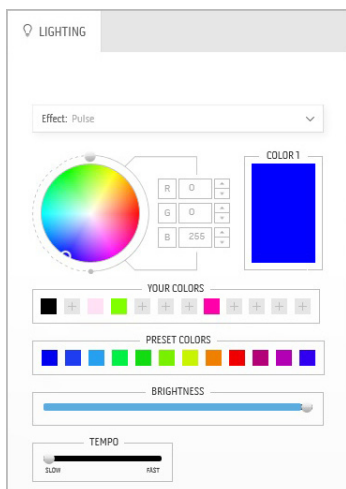 LIGHTING
Effect: Pulse
COLOR 1
R 0
G 0
B 255
YOUR COLORS
PRESET COLORS
BRIGHTNESS
TEMPO
SLOW FAST